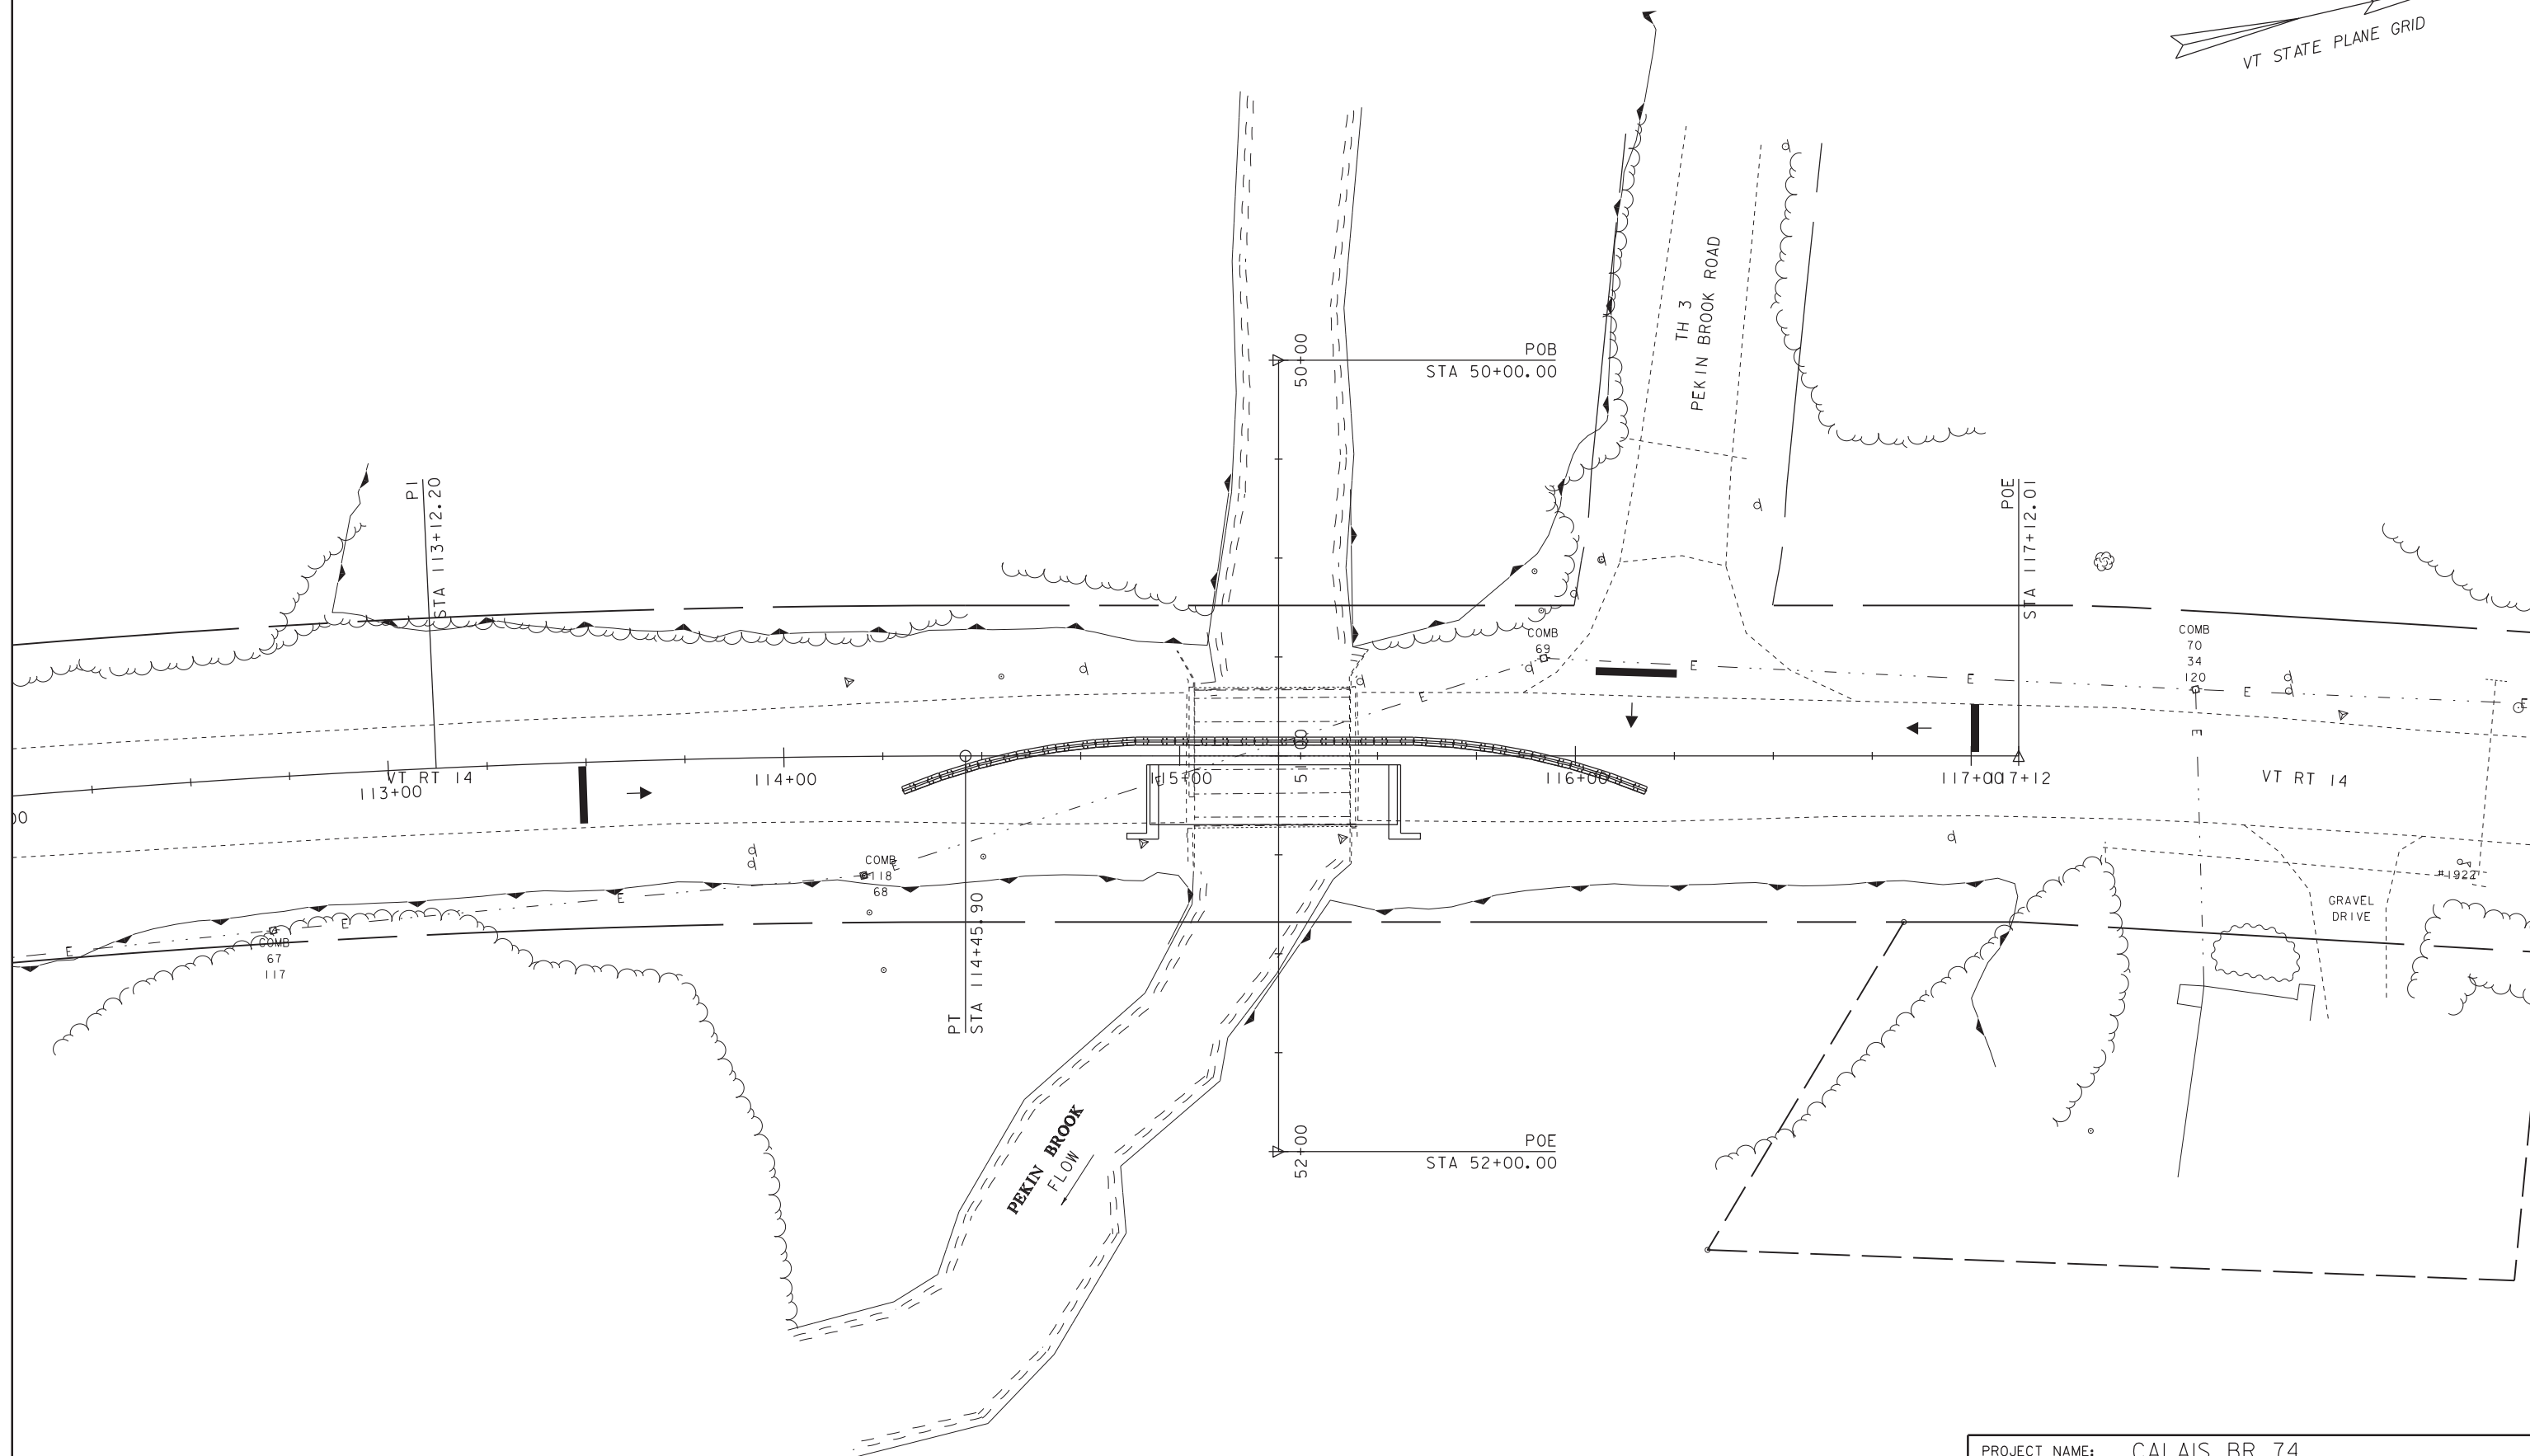 VT STATE PLANE GRID
TH 3
PEKIN BROOK ROAD
50+00
POB
STA 50+00.00
PI
STA 113+12.20
POE
STA 117+12.01
COMB
69
E
E
E
E
E
E
COMB
70
34
120
E
VT RT 14
113+00
114+00
115+00
51+00
116+00
117+00
117+12
VT RT 14
00
COMB
118
68
E
E
E
E
E
COMB
67
117
PT
STA 114+45.90
#1922
GRAVEL
DRIVE
PEKIN BROOK
FLOW
52+00
POE
STA 52+00.00
PROJECT NAME: CALAIS BR 74